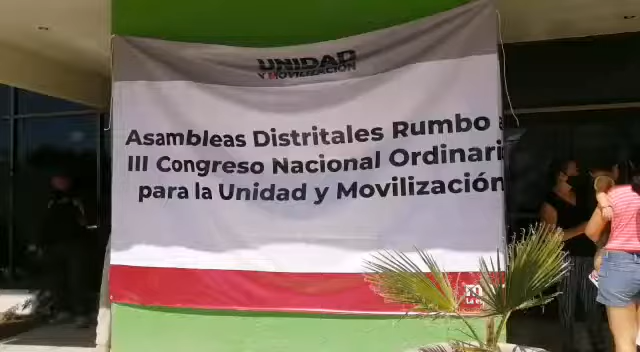 UNIDAD
Y MOVILIZACIÓN
Asambleas Distritales Rumbo a
III Congreso Nacional Ordinari
para la Unidad y Movilización